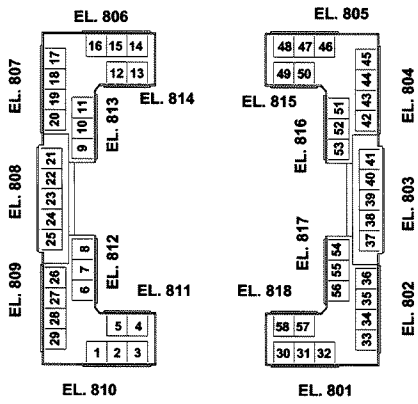 EL. 806
EL. 805
16 15 14
48 47 46
12 13
49 50
EL. 807
17
18
19
20
EL. 813
11
10
9
EL. 814
EL. 815
EL. 816
51
52
53
45
44
43
42
EL. 804
EL. 808
21
22
23
24
25
41
40
39
38
37
EL. 803
EL. 809
26
27
28
29
8
7
6
EL. 812
EL. 811
EL. 817
54
55
56
EL. 818
36
35
34
33
EL. 802
5 4
1 2 3
58 57
30 31 32
EL. 810
EL. 801